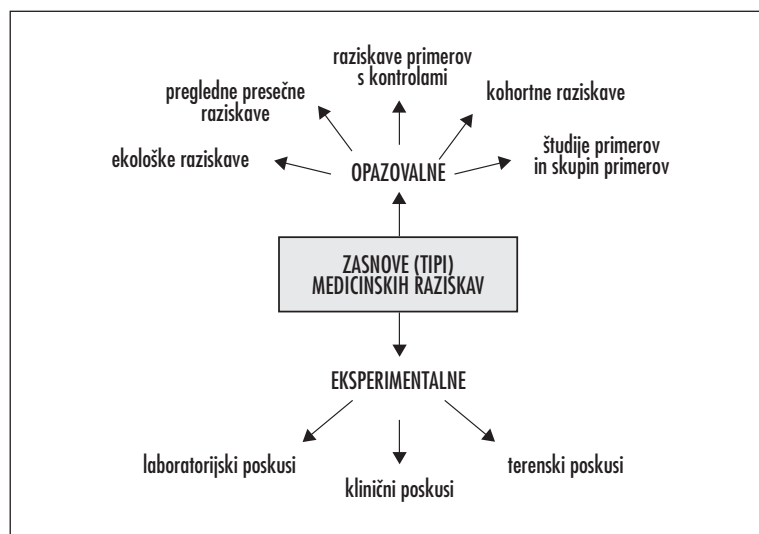 raziskave primerov
s kontrolami
pregledne presečne
raziskave
kohortne raziskave
ekološke raziskave
študije primerov
in skupin primerov
OPAZOVALNE
ZASNOVE (TIPI)
MEDICINSKIH RAZISKAV
EKSPERIMENTALNE
laboratorijski poskusi
klinični poskusi
terenski poskusi